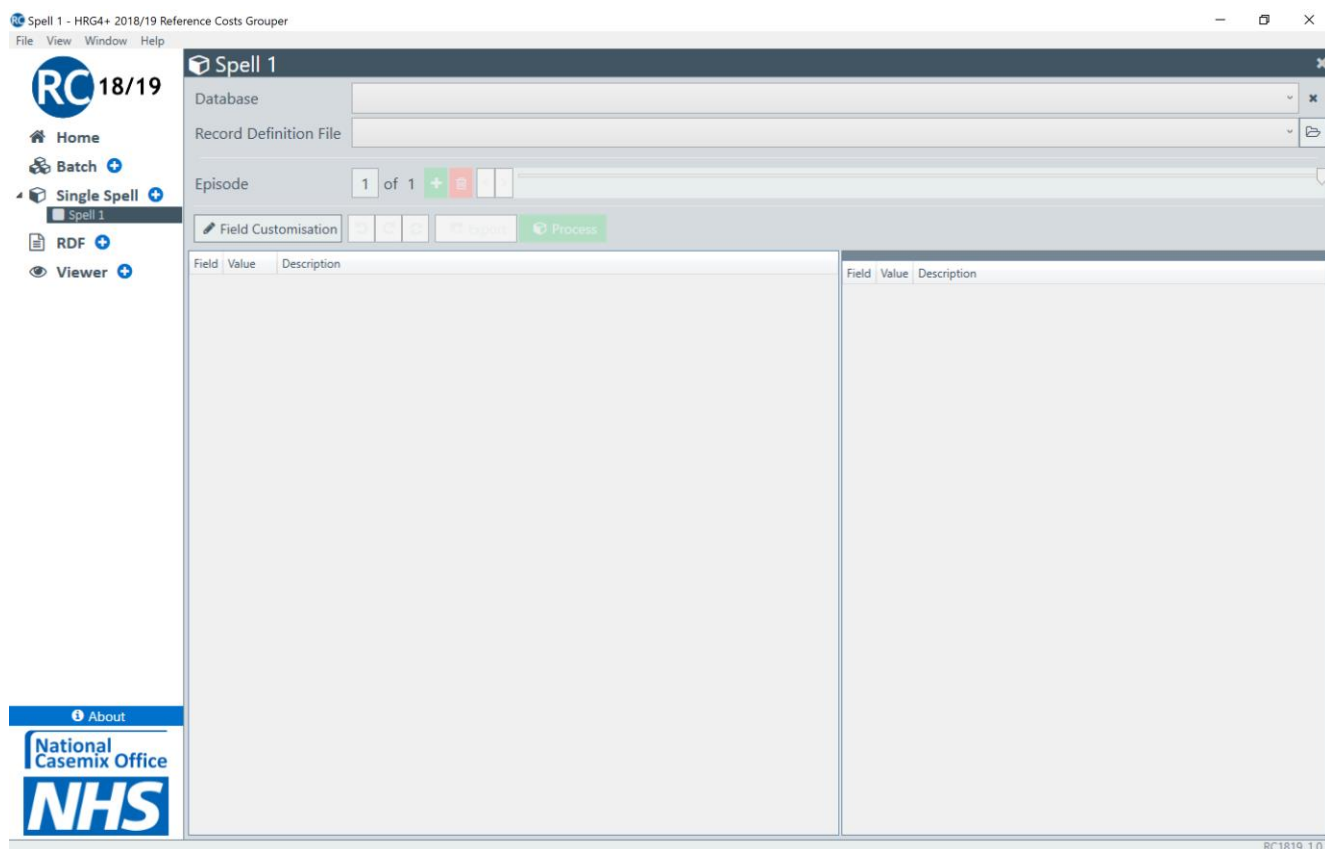 Spell 1 - HRG4+ 2018/19 Reference Costs Grouper
File View Window Help
RC 18/19
Home
Batch
Single Spell
Spell 1
RDF
Viewer
About
National
Casemix Office
NHS
Spell 1
Database
Record Definition File
Episode 1 of 1
Field Customisation Export Process
Field Value Description
Field Value Description
RC1819 1.0